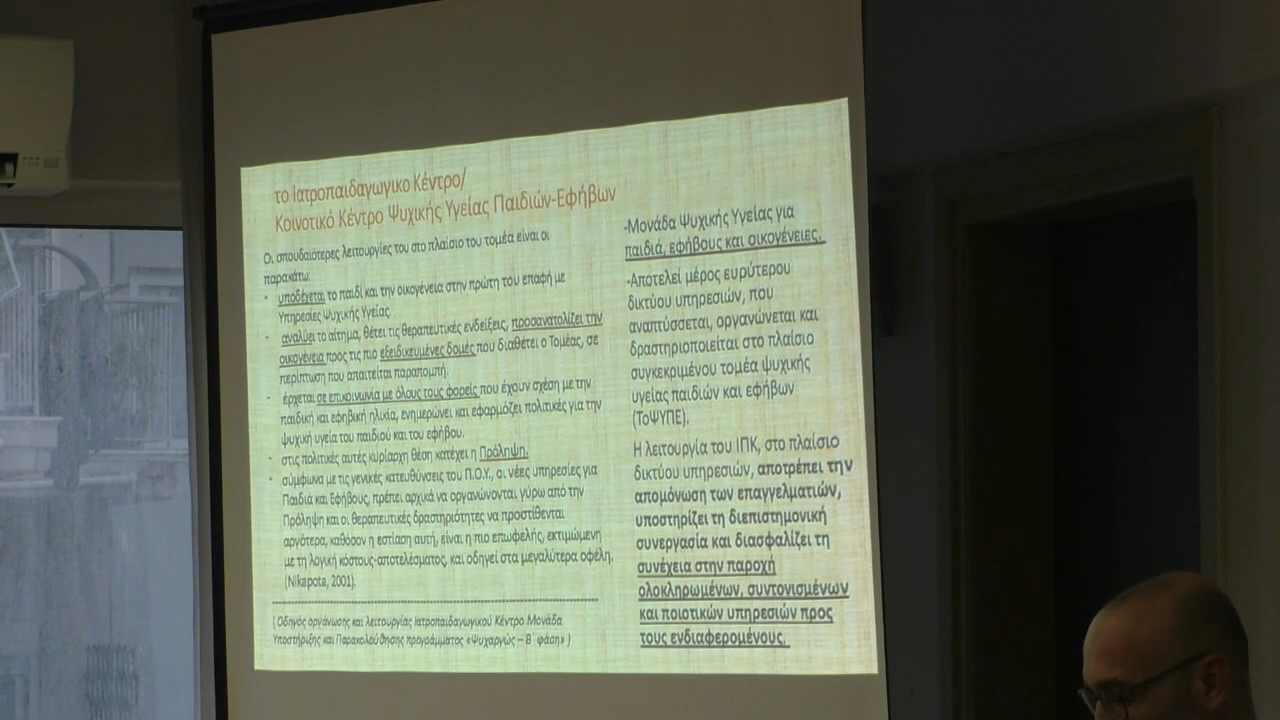 το Ιατροπαιδαγωγικο Κέντρο/
Κοινοτικό Κέντρο Ψυχικής Υγείας Παιδιών-Εφήβων
Οι σπουδαιότερες λειτουργίες του στο πλαίσιο του τομέα είναι οι
παρακάτω:
- υποδέχεται το παιδί και την οικογένεια στην πρώτη του επαφή με
Υπηρεσίες Ψυχικής Υγείας.
- αναλύει το αίτημα, θέτει τις θεραπευτικές ενδείξεις, προσανατολίζει την
οικογένεια προς τις πιο εξειδικευμένες δομές που διαθέτει ο Τομέας, σε
περίπτωση που απαιτείται παραπομπή.
- έρχεται σε επικοινωνία με όλους τους φορείς που έχουν σχέση με την
παιδική και εφηβική ηλικία, ενημερώνει και εφαρμόζει πολιτικές για την
ψυχική υγεία του παιδιού και του εφήβου.
- στις πολιτικές αυτές κυρίαρχη θέση κατέχει η Πρόληψη.
- σύμφωνα με τις γενικές κατευθύνσεις του Π.Ο.Υ., οι νέες υπηρεσίες για
Παιδιά και Εφήβους, πρέπει αρχικά να οργανώνονται γύρω από την
Πρόληψη και οι θεραπευτικές δραστηριότητες να προστίθενται
αργότερα, καθόσον η εστίαση αυτή, είναι η πιο επωφελής, εκτιμώμενη
με τη λογική κόστους-αποτελέσματος, και οδηγεί στα μεγαλύτερα οφέλη.
(Nikapota, 2001).
( Οδηγός οργάνωσης και λειτουργίας Ιατροπαιδαγωγικού Κέντρο Μονάδα
Υποστήριξης και Παρακολούθησης προγράμματος «Ψυχαργώς – Β΄ φάση» )
-Μονάδα Ψυχικής Υγείας για
παιδιά, εφήβους και οικογένειες.
-Αποτελεί μέρος ευρύτερου
δικτύου υπηρεσιών, που
αναπτύσσεται, οργανώνεται και
δραστηριοποιείται στο πλαίσιο
συγκεκριμένου τομέα ψυχικής
υγείας παιδιών και εφήβων
(ΤοΨΥΠΕ).
Η λειτουργία του ΙΠΚ, στο πλαίσιο
δικτύου υπηρεσιών, αποτρέπει την
απομόνωση των επαγγελματιών,
υποστηρίζει τη διεπιστημονική
συνεργασία και διασφαλίζει τη
συνέχεια στην παροχή
ολοκληρωμένων, συντονισμένων
και ποιοτικών υπηρεσιών προς
τους ενδιαφερομένους.